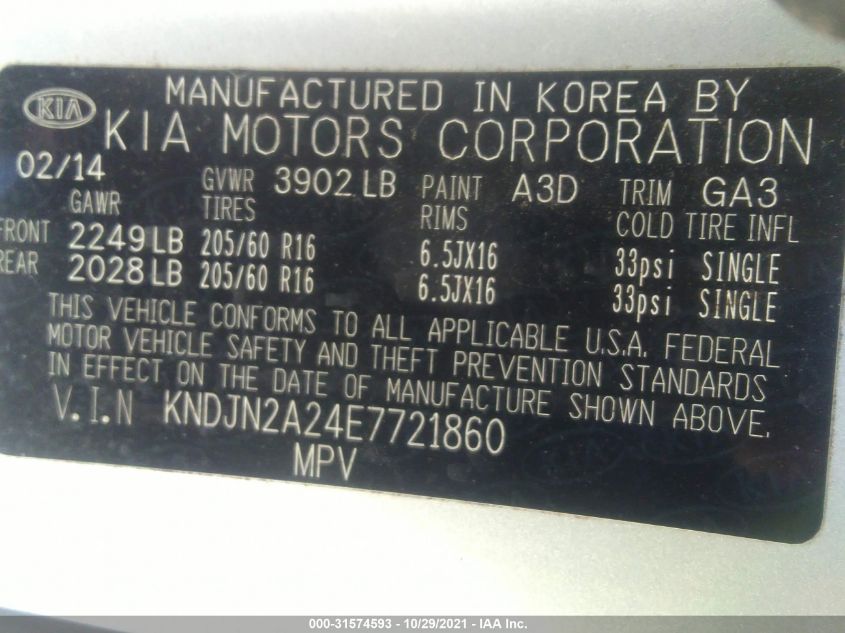 MANUFACTURED IN KOREA BY
KIA KIA MOTORS CORPORATION
02/14 GVWR 3902 LB PAINT A3D TRIM GA3
GAWR TIRES RIMS COLD TIRE INFL
FRONT 2249 LB 205/60 R16 6.5JX16 33psi SINGLE
REAR 2028 LB 205/60 R16 6.5JX16 33psi SINGLE
THIS VEHICLE CONFORMS TO ALL APPLICABLE U.S.A. FEDERAL
MOTOR VEHICLE SAFETY AND THEFT PREVENTION STANDARDS
IN EFFECT ON THE DATE OF MANUFACTURE SHOWN ABOVE.
V.I.N KNDJN2A24E7721860
MPV
000-31574593 - 10/29/2021 - IAA Inc.